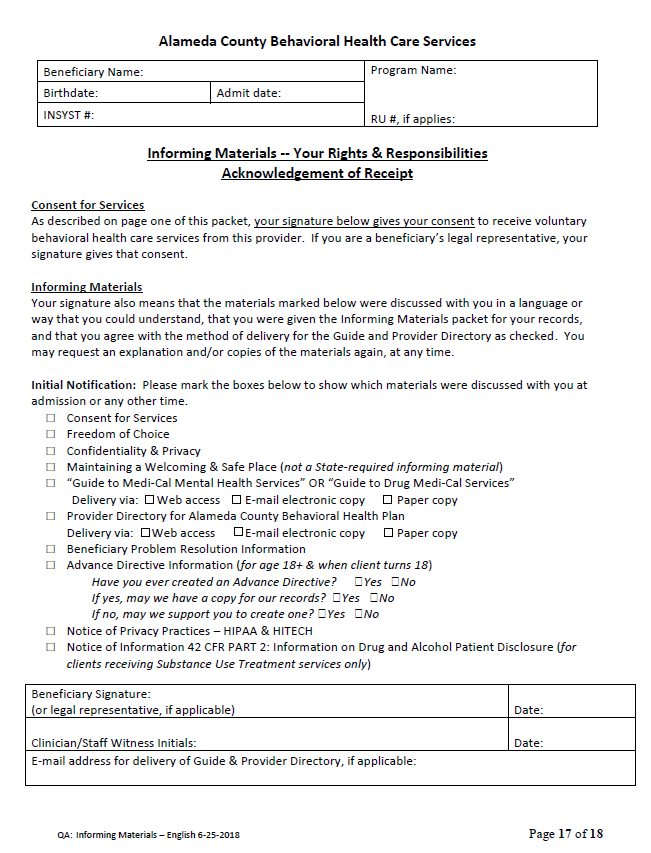 Alameda County Behavioral Health Care Services
Beneficiary Name:
Program Name:
Birthdate:
Admit date:
INSYST #:
RU #, if applies:
Informing Materials -- Your Rights & Responsibilities
Acknowledgement of Receipt
Consent for Services
As described on page one of this packet, your signature below gives your consent to receive voluntary
behavioral health care services from this provider. If you are a beneficiary's legal representative, your
signature gives that consent.
Informing Materials
Your signature also means that the materials marked below were discussed with you in a language or
way that you could understand, that you were given the Informing Materials packet for your records,
and that you agree with the method of delivery for the Guide and Provider Directory as checked. You
may request an explanation and/or copies of the materials again, at any time.
Initial Notification: Please mark the boxes below to show which materials were discussed with you at
admission or any other time.
☐ Consent for Services
☐ Freedom of Choice
☐ Confidentiality & Privacy
☐ Maintaining a Welcoming & Safe Place (not a State-required informing material)
☐ “Guide to Medi-Cal Mental Health Services” OR “Guide to Drug Medi-Cal Services”
Delivery via: ☐ Web access ☐ E-mail electronic copy ☐ Paper copy
☐ Provider Directory for Alameda County Behavioral Health Plan
Delivery via: ☐ Web access ☐ E-mail electronic copy ☐ Paper copy
☐ Beneficiary Problem Resolution Information
☐ Advance Directive Information (for age 18+ & when client turns 18)
Have you ever created an Advance Directive? ☐Yes ☐No
If yes, may we have a copy for our records? ☐Yes ☐No
If no, may we support you to create one? ☐Yes ☐No
☐ Notice of Privacy Practices – HIPAA & HITECH
☐ Notice of Information 42 CFR PART 2: Information on Drug and Alcohol Patient Disclosure (for
clients receiving Substance Use Treatment services only)
Beneficiary Signature:
(or legal representative, if applicable)
Date:
Clinician/Staff Witness Initials:
Date:
E-mail address for delivery of Guide & Provider Directory, if applicable:
QA: Informing Materials – English 6-25-2018
Page 17 of 18